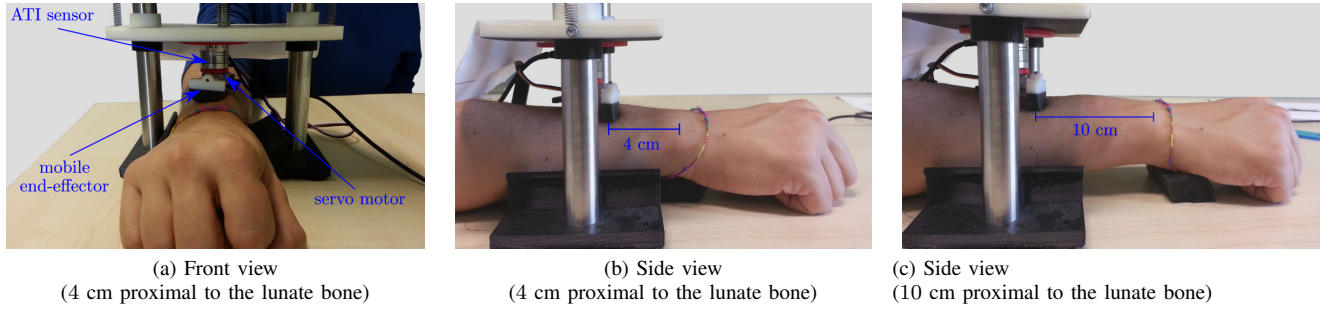 ATI sensor
mobile
end-effector
servo motor
4 cm
10 cm
(a) Front view
(4 cm proximal to the lunate bone)
(b) Side view
(4 cm proximal to the lunate bone)
(c) Side view
(10 cm proximal to the lunate bone)